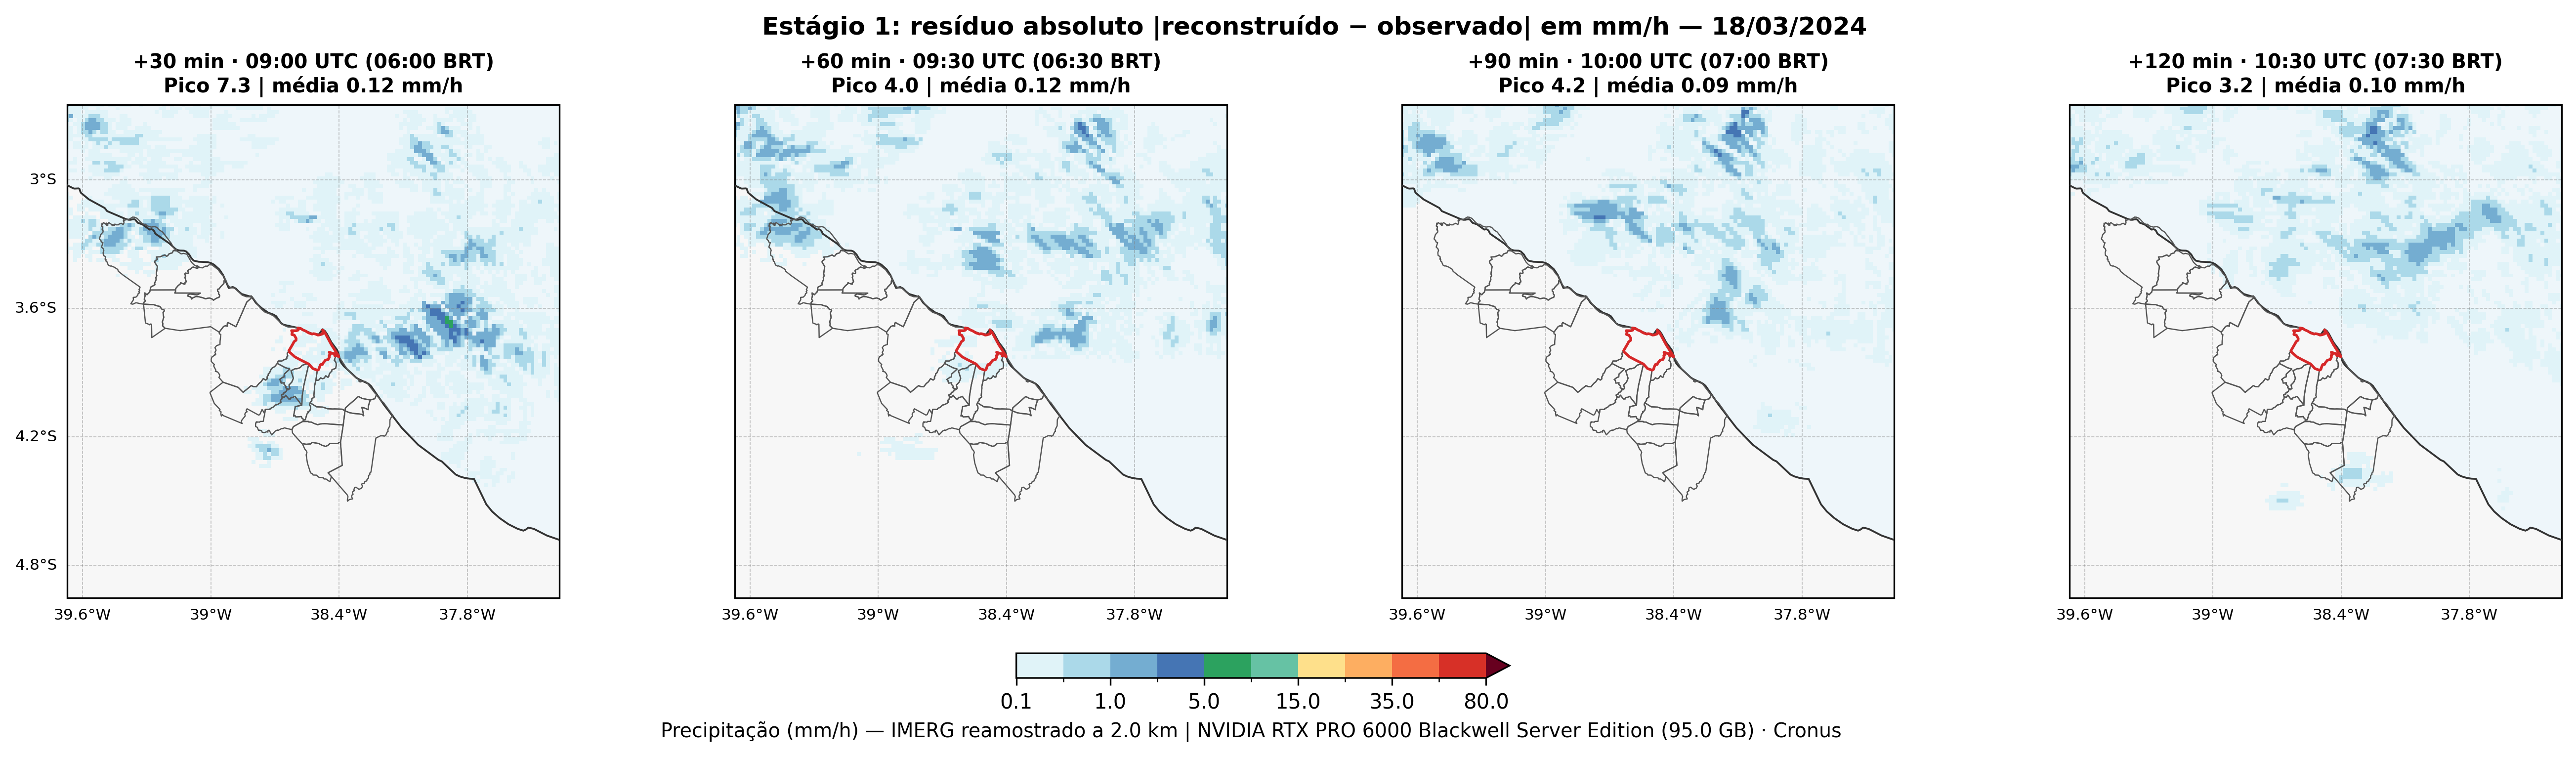 Estágio 1: resíduo absoluto |reconstruído − observado| em mm/h — 18/03/2024
+30 min · 09:00 UTC (06:00 BRT)
Pico 7.3 | média 0.12 mm/h
+60 min · 09:30 UTC (06:30 BRT)
Pico 4.0 | média 0.12 mm/h
+90 min · 10:00 UTC (07:00 BRT)
Pico 4.2 | média 0.09 mm/h
+120 min · 10:30 UTC (07:30 BRT)
Pico 3.2 | média 0.10 mm/h
3°S
3.6°S
4.2°S
4.8°S
39.6°W 39°W 38.4°W 37.8°W
39.6°W 39°W 38.4°W 37.8°W
39.6°W 39°W 38.4°W 37.8°W
39.6°W 39°W 38.4°W 37.8°W
0.1 1.0 5.0 15.0 35.0 80.0
Precipitação (mm/h) — IMERG reamostrado a 2.0 km | NVIDIA RTX PRO 6000 Blackwell Server Edition (95.0 GB) · Cronus